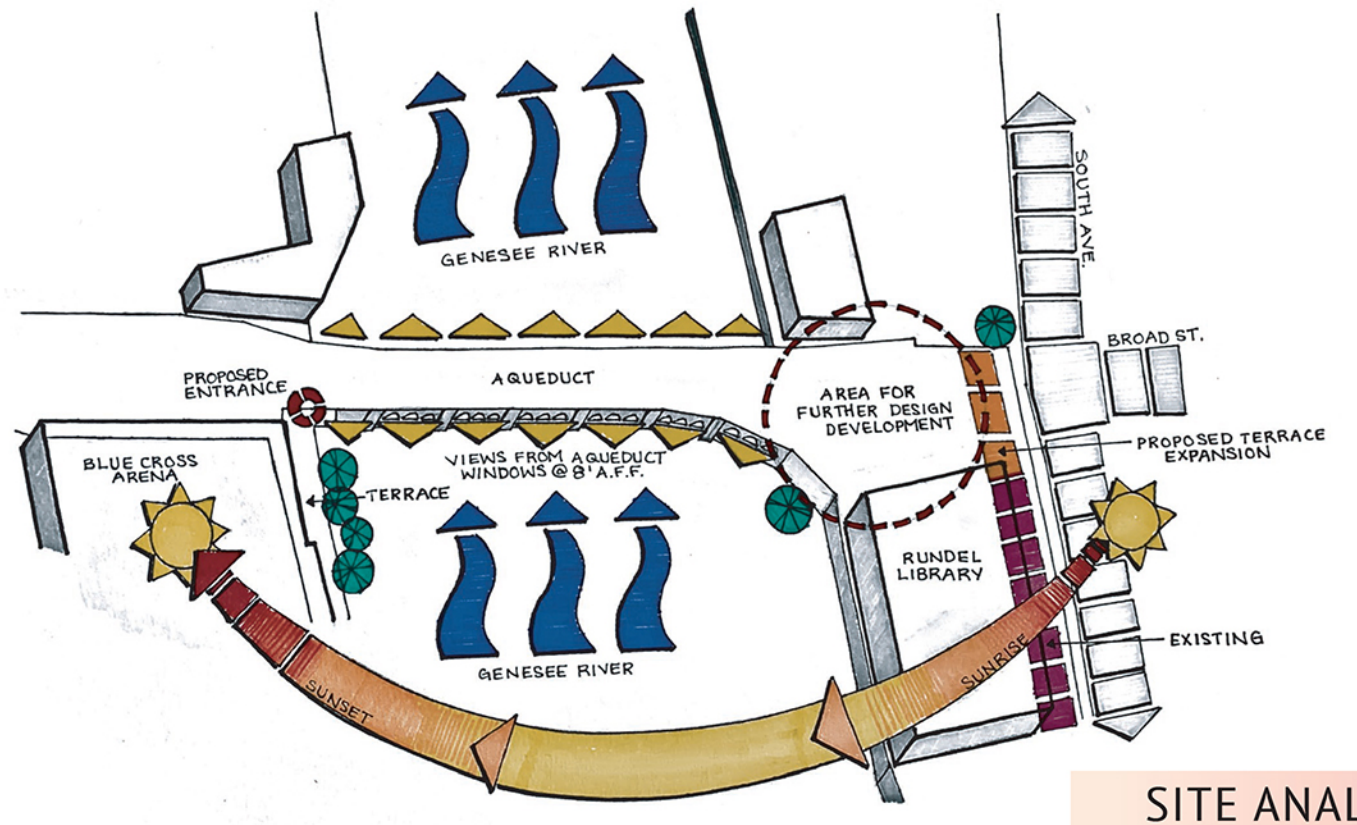 GENESEE RIVER
SOUTH AVE.
BROAD ST.
PROPOSED
ENTRANCE
AQUEDUCT
AREA FOR
FURTHER DESIGN
DEVELOPMENT
PROPOSED TERRACE
EXPANSION
BLUE CROSS
ARENA
VIEWS FROM AQUEDUCT
WINDOWS @ 8' A.F.F.
TERRACE
RUNDEL
LIBRARY
EXISTING
SUNRISE
GENESEE RIVER
SUNSET
SITE ANAL